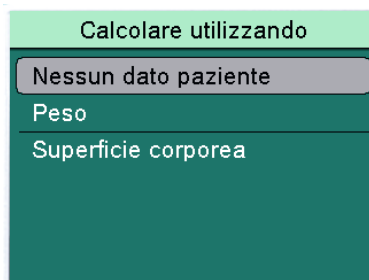 Calcolare utilizzando
Nessun dato paziente
Peso
Superficie corporea